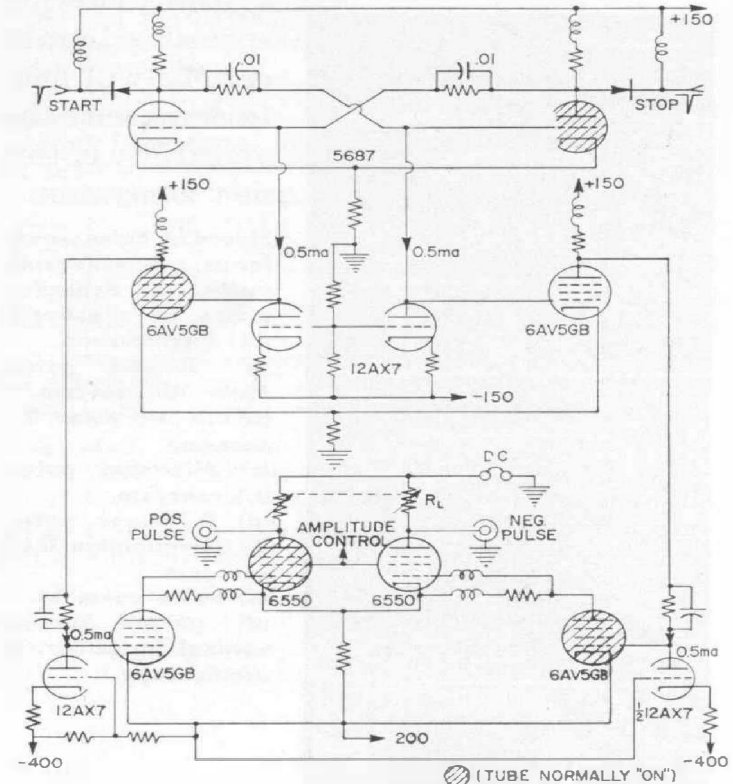 +150
.01
.01
START
STOP
5687
+150
+150
0.5ma
0.5ma
6AV5GB
6AV5GB
12AX7
-150
DC
POS.
PULSE
AMPLITUDE
CONTROL
RL
NEG.
PULSE
6550
6550
0.5ma
0.5ma
6AV5GB
6AV5GB
12AX7
½12AX7
200
-400
-400
(TUBE NORMALLY "ON")